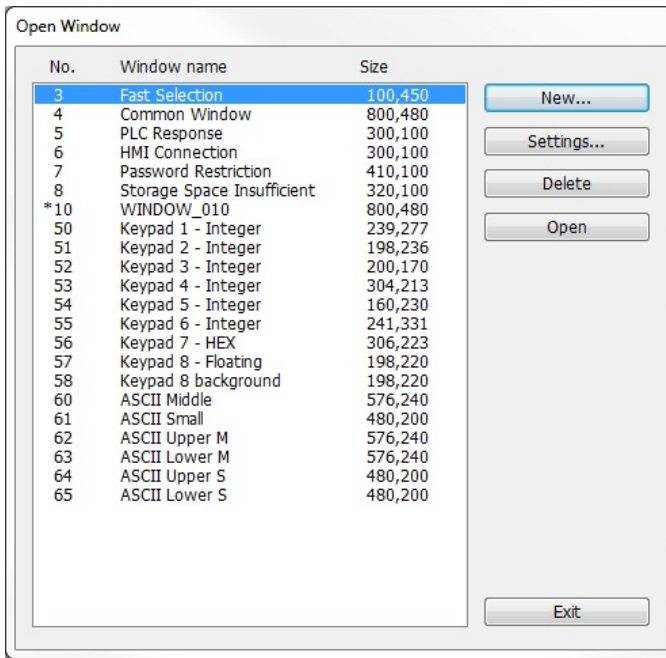 Open Window
No. Window name Size
3 Fast Selection 100,450
4 Common Window 800,480
5 PLC Response 300,100
6 HMI Connection 300,100
7 Password Restriction 410,100
8 Storage Space Insufficient 320,100
*10 WINDOW_010 800,480
50 Keypad 1 - Integer 239,277
51 Keypad 2 - Integer 198,236
52 Keypad 3 - Integer 200,170
53 Keypad 4 - Integer 304,213
54 Keypad 5 - Integer 160,230
55 Keypad 6 - Integer 241,331
56 Keypad 7 - HEX 306,223
57 Keypad 8 - Floating 198,220
58 Keypad 8 background 198,220
60 ASCII Middle 576,240
61 ASCII Small 480,200
62 ASCII Upper M 576,240
63 ASCII Lower M 576,240
64 ASCII Upper S 480,200
65 ASCII Lower S 480,200
New...
Settings...
Delete
Open
Exit